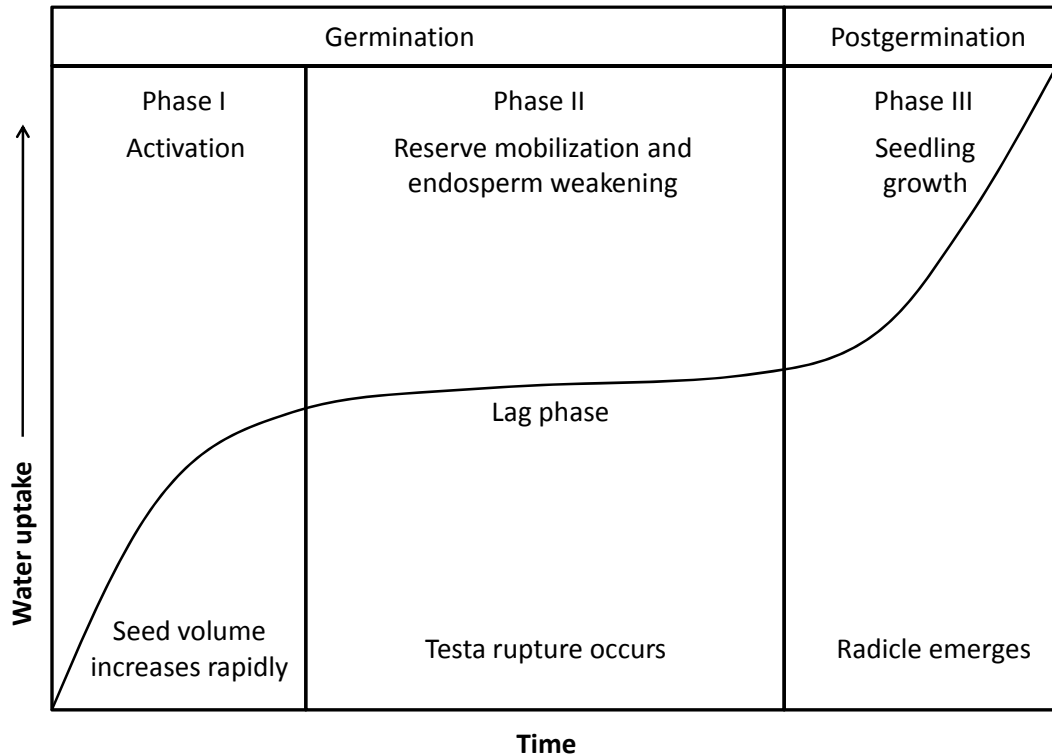 Germination
Postgermination
Phase I
Activation
Phase II
Reserve mobilization and
endosperm weakening
Phase III
Seedling
growth
Lag phase
Water uptake
Seed volume
increases rapidly
Testa rupture occurs
Radicle emerges
Time